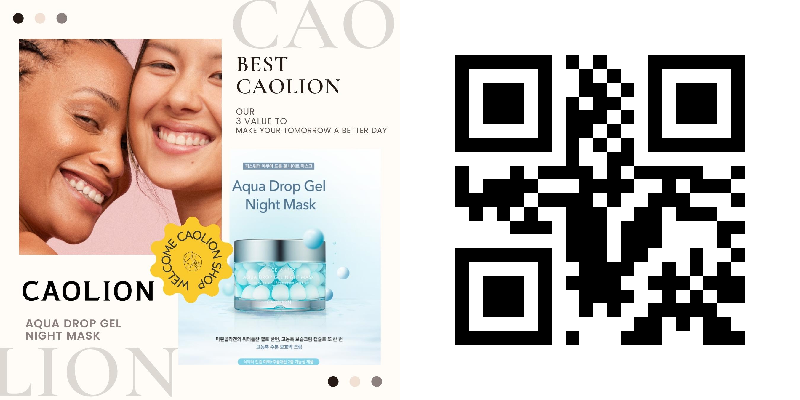 CAO
BEST
CAOLION
OUR
3 VALUE TO
MAKE YOUR TOMORROW A BETTER DAY
Aqua Drop Gel
Night Mask
WELCOME CAOLION SHOP
CAOLION
AQUA DROP GEL
NIGHT MASK
LION